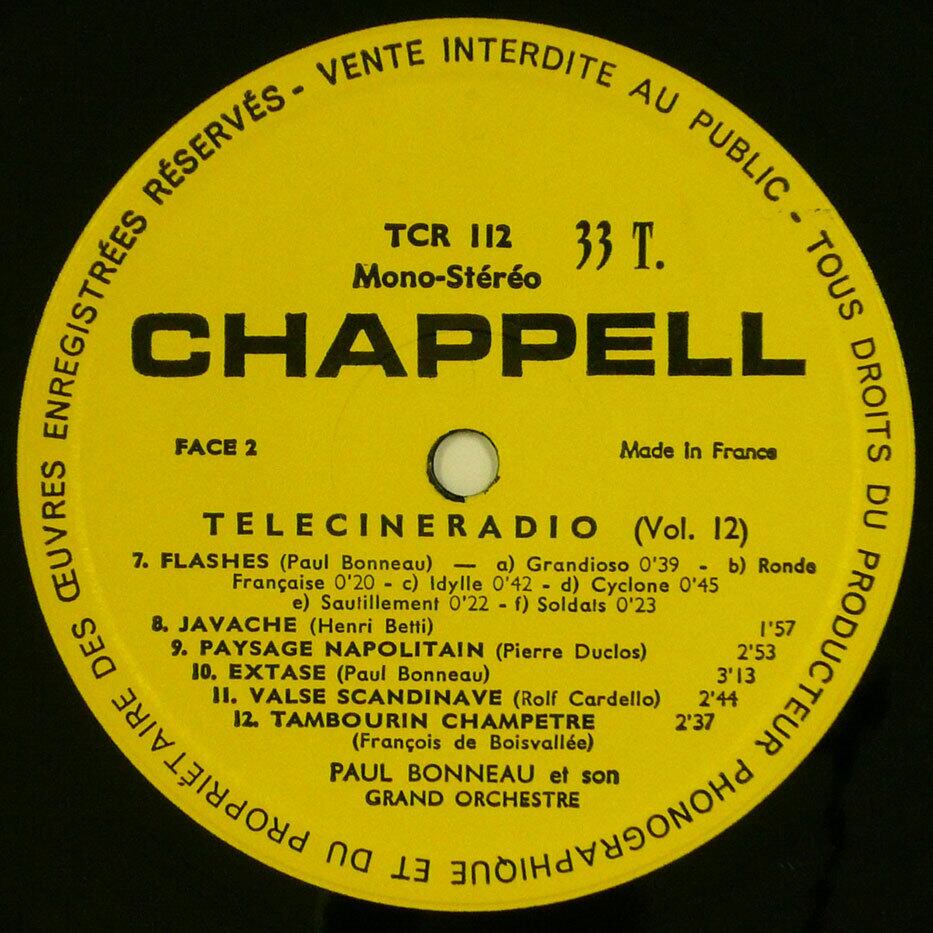 VENTE INTERDITE AU PUBLIC - TOUS DROITS DU PRODUCTEUR PHONOGRAPHIQUE ET DU PROPRIÉTAIRE DES ŒUVRES ENREGISTRÉES RÉSERVÉS -
TCR 112 33 T.
Mono-Stéréo
CHAPPELL
FACE 2 Made in France
TELECINERADIO (Vol. 12)
7. FLASHES (Paul Bonneau) — a) Grandioso 0'39 - b) Ronde
Française 0'20 - c) Idylle 0'42 - d) Cyclone 0'45
e) Sautillement 0'22 - f) Soldats 0'23
8. JAVACHE (Henri Betti) 1'57
9. PAYSAGE NAPOLITAIN (Pierre Duclos) 2'53
10. EXTASE (Paul Bonneau) 3'13
11. VALSE SCANDINAVE (Rolf Cardello) 2'44
12. TAMBOURIN CHAMPETRE 2'37
(François de Boisvallée)
PAUL BONNEAU et son
GRAND ORCHESTRE